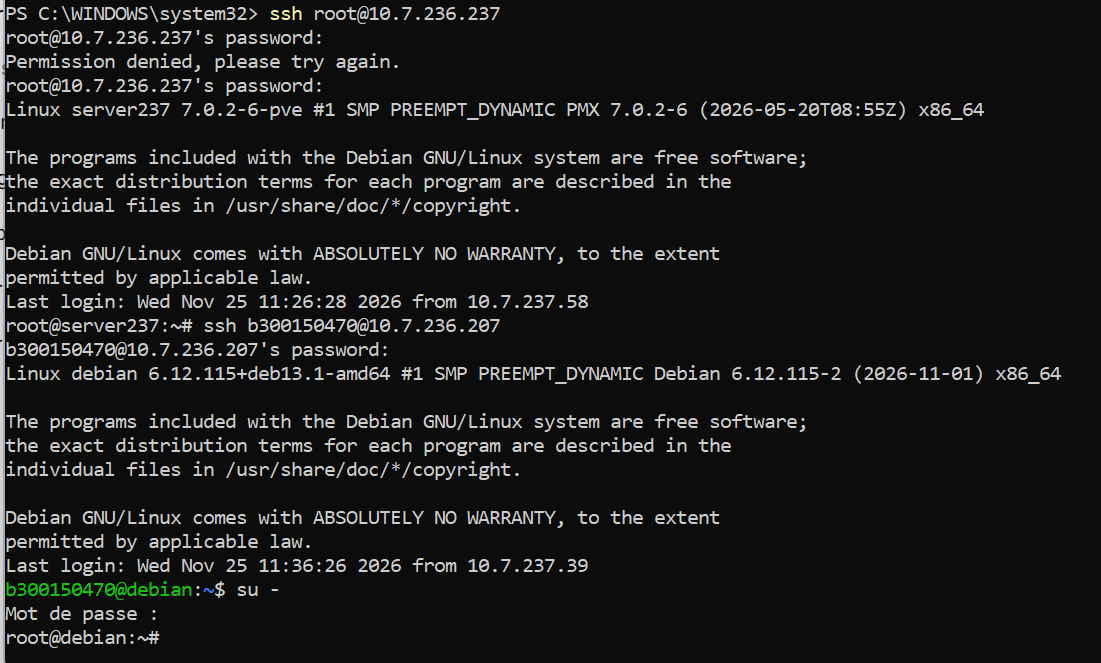 PS C:\WINDOWS\system32> ssh root@10.7.236.237
root@10.7.236.237's password:
Permission denied, please try again.
root@10.7.236.237's password:
Linux server237 7.0.2-6-pve #1 SMP PREEMPT_DYNAMIC PMX 7.0.2-6 (2026-05-20T08:55Z) x86_64

The programs included with the Debian GNU/Linux system are free software;
the exact distribution terms for each program are described in the
individual files in /usr/share/doc/*/copyright.

Debian GNU/Linux comes with ABSOLUTELY NO WARRANTY, to the extent
permitted by applicable law.
Last login: Wed Nov 25 11:26:28 2026 from 10.7.237.58
root@server237:~# ssh b300150470@10.7.236.207
b300150470@10.7.236.207's password:
Linux debian 6.12.115+deb13.1-amd64 #1 SMP PREEMPT_DYNAMIC Debian 6.12.115-2 (2026-11-01) x86_64

The programs included with the Debian GNU/Linux system are free software;
the exact distribution terms for each program are described in the
individual files in /usr/share/doc/*/copyright.

Debian GNU/Linux comes with ABSOLUTELY NO WARRANTY, to the extent
permitted by applicable law.
Last login: Wed Nov 25 11:36:26 2026 from 10.7.237.39
b300150470@debian:~$ su -
Mot de passe :
root@debian:~#